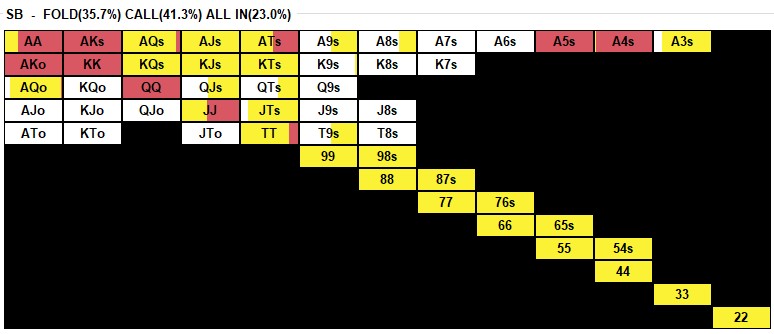 SB - FOLD(35.7%) CALL(41.3%) ALL IN(23.0%)
AA AKs AQs AJs ATs A9s A8s A7s A6s A5s A4s A3s
AKo KK KQs KJs KTs K9s K8s K7s
AQo KQo QQ QJs QTs Q9s
AJo KJo QJo JJ JTs J9s J8s
ATo KTo JTo TT T9s T8s
99 98s
88 87s
77 76s
66 65s
55 54s
44
33
22